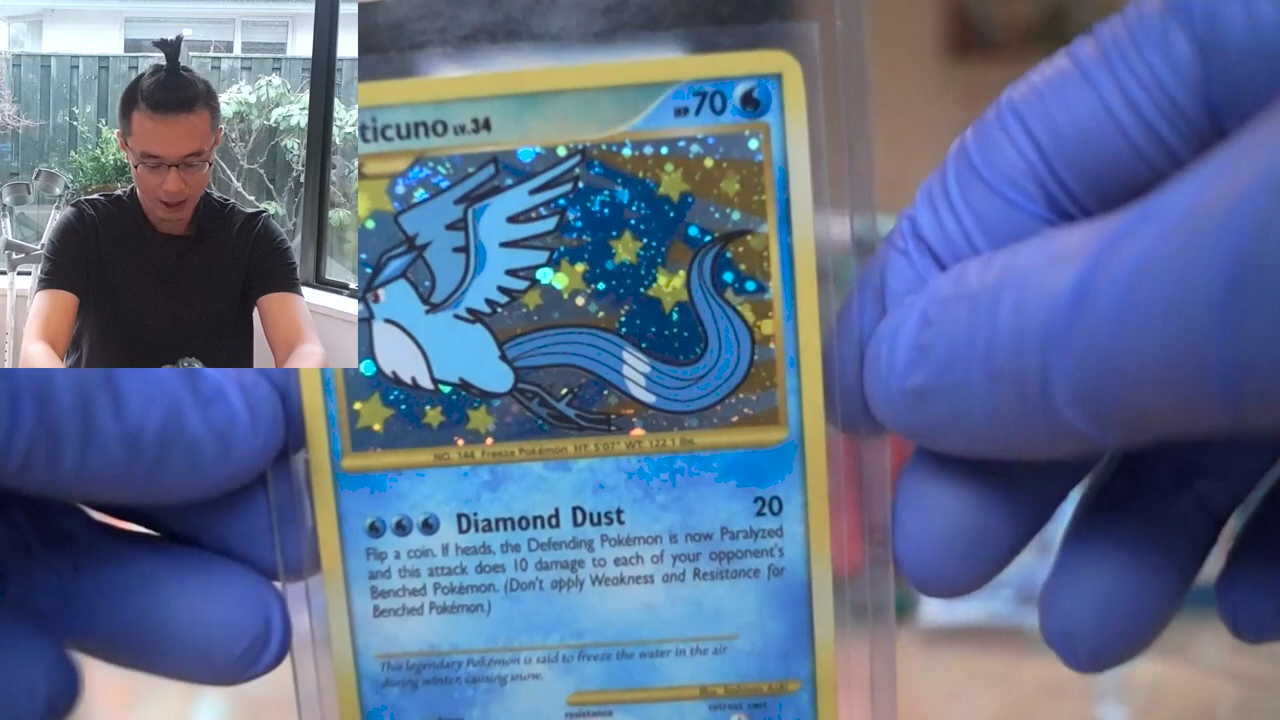 ticuno LV.34
HP 70
NO. 144 Freeze Pokémon HT: 5'07" WT: 122.1 lbs.
Diamond Dust 20
Flip a coin. If heads, the Defending Pokémon is now Paralyzed
and this attack does 10 damage to each of your opponent's
Benched Pokémon. (Don't apply Weakness and Resistance for
Benched Pokémon.)
This legendary Pokémon is said to freeze the water in the air
during winter, causing snow.
resistance
retreat cost